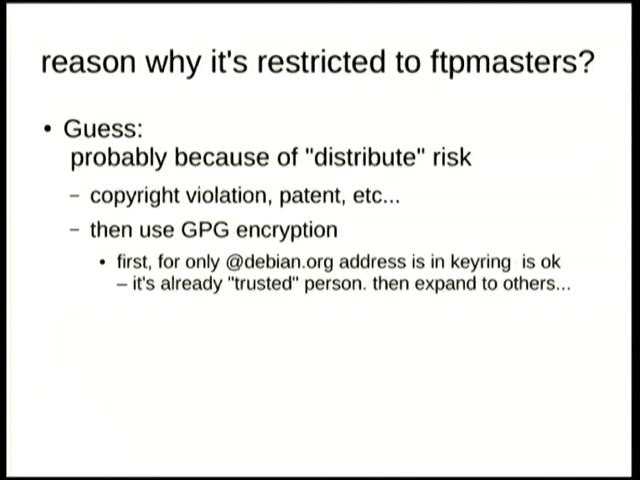 reason why it's restricted to ftpmasters?
• Guess:
probably because of "distribute" risk
– copyright violation, patent, etc...
– then use GPG encryption
• first, for only @debian.org address is in keyring  is ok
– it's already "trusted" person. then expand to others...